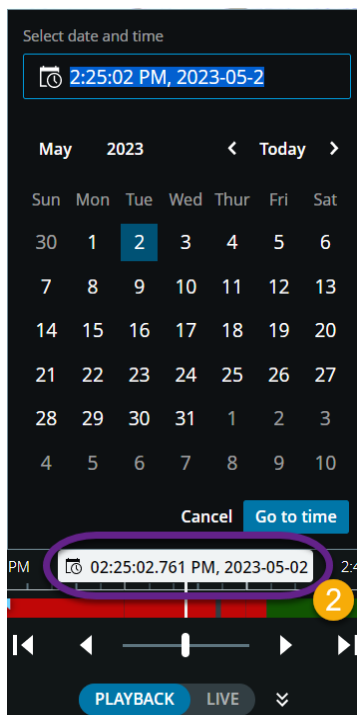 Select date and time
2:25:02 PM, 2023-05-2
May 2023 Today
Sun Mon Tue Wed Thur Fri Sat
30 1 2 3 4 5 6
7 8 9 10 11 12 13
14 15 16 17 18 19 20
21 22 23 24 25 26 27
28 29 30 31 1 2 3
4 5 6 7 8 9 10
Cancel Go to time
PM 02:25:02.761 PM, 2023-05-02 2:4
2
PLAYBACK LIVE